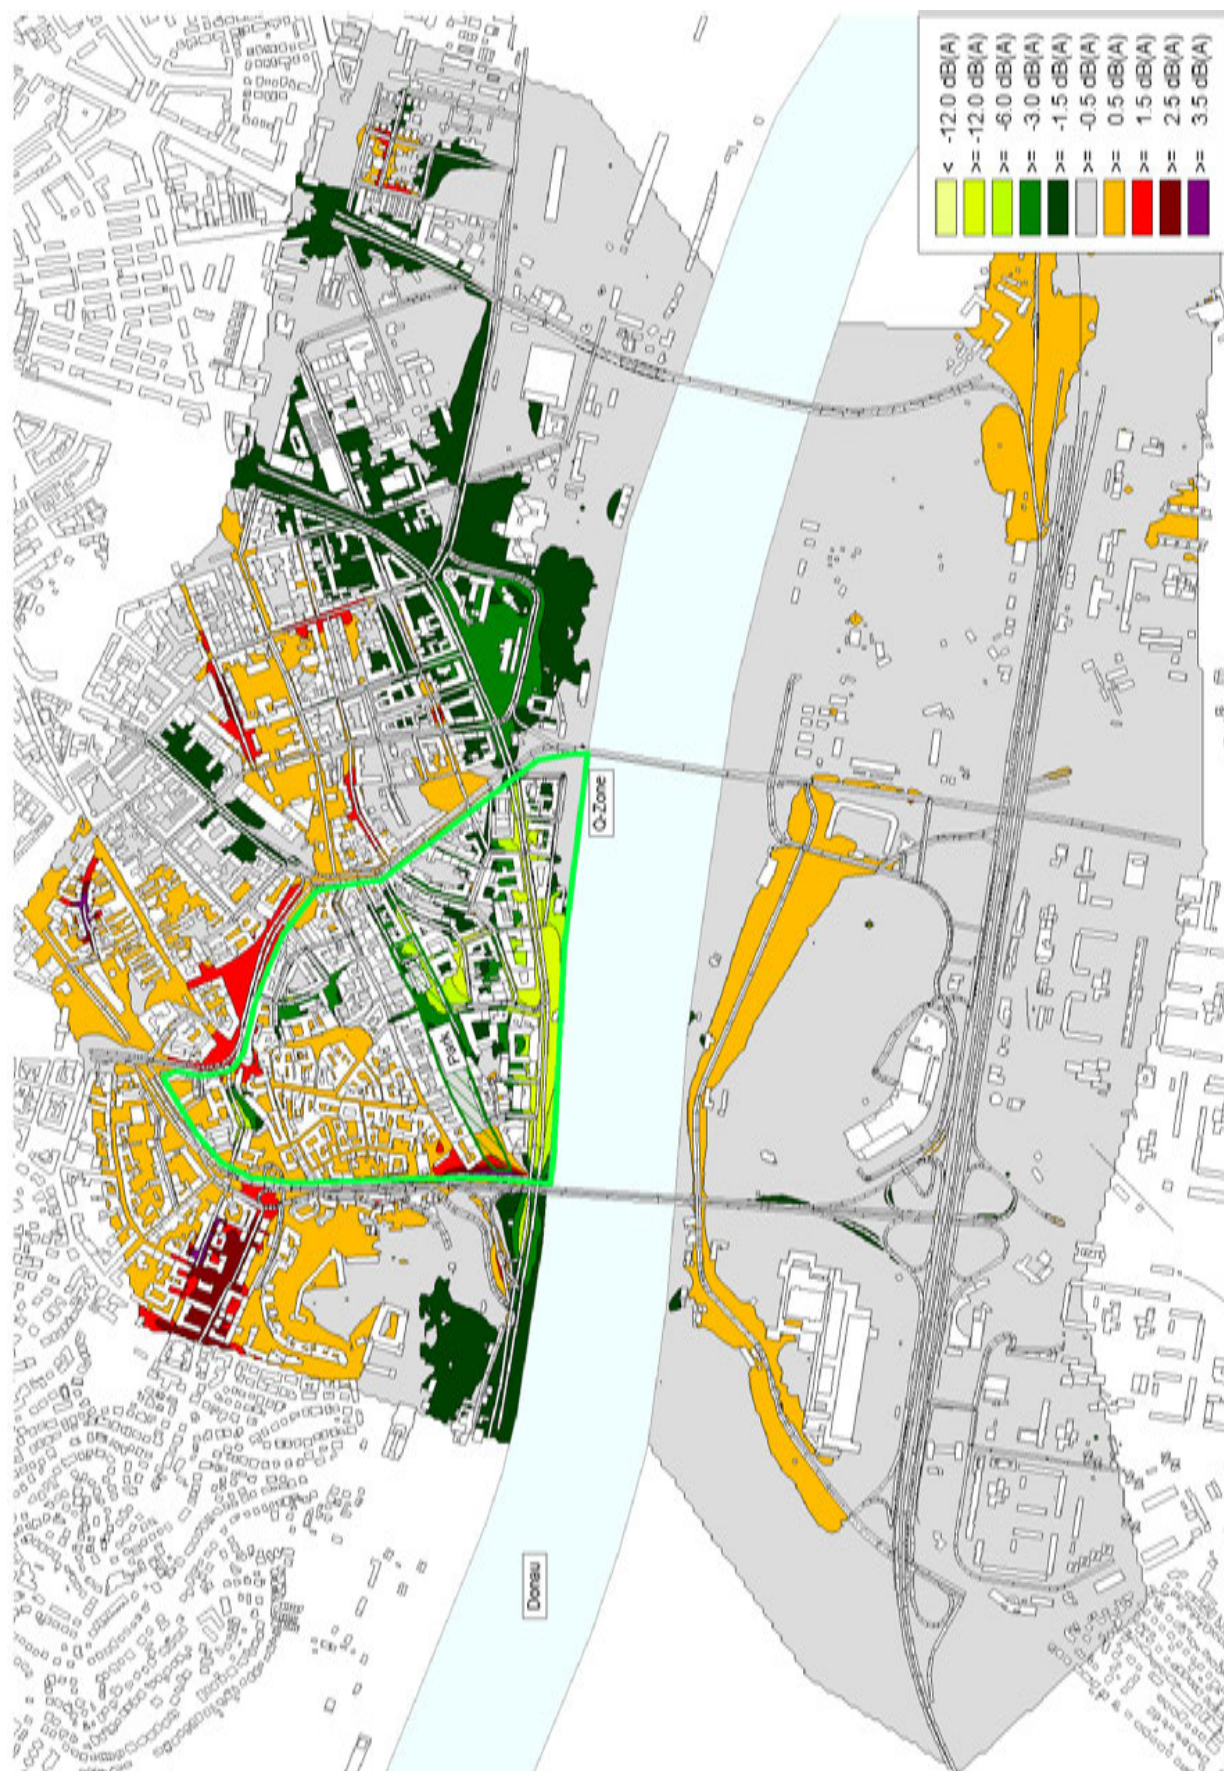 < -12.0 dB(A)
>= -12.0 dB(A)
>= -6.0 dB(A)
>= -3.0 dB(A)
>= -1.5 dB(A)
>= -0.5 dB(A)
>= 0.5 dB(A)
>= 1.5 dB(A)
>= 2.5 dB(A)
>= 3.5 dB(A)
Q-Zone
Park
Donau